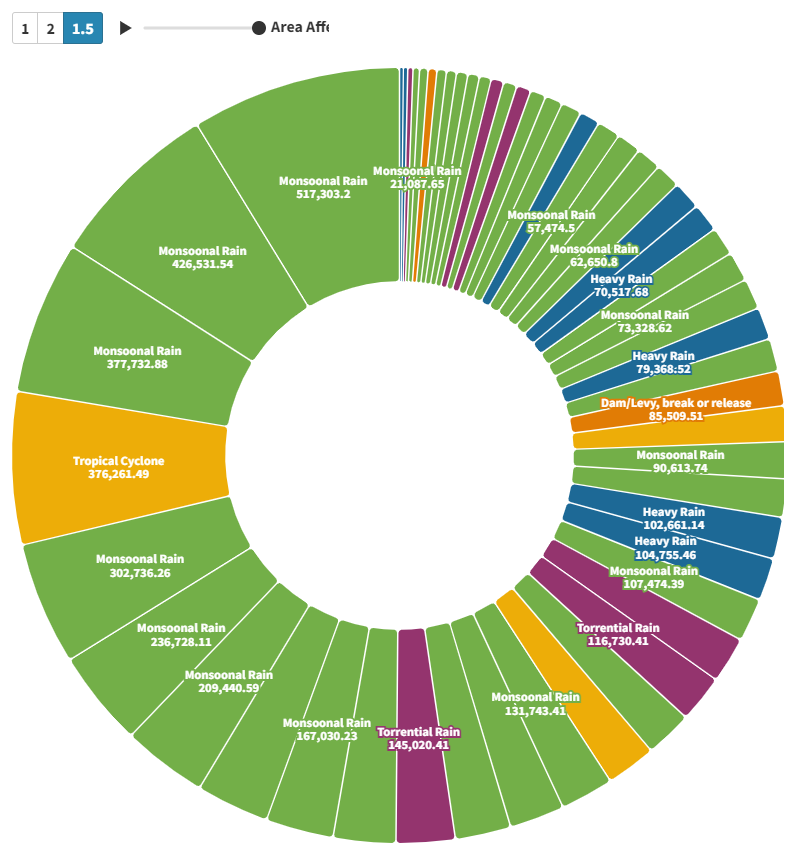 1 2 1.5 Area Affe
Monsoonal Rain
517,303.2
Monsoonal Rain
21,087.65
Monsoonal Rain
57,474.5
Monsoonal Rain
426,531.54
Monsoonal Rain
62,650.8
Heavy Rain
70,517.68
Monsoonal Rain
73,328.62
Monsoonal Rain
377,732.88
Heavy Rain
79,368.52
Dam/Levy, break or release
85,509.51
Monsoonal Rain
90,613.74
Tropical Cyclone
376,261.49
Heavy Rain
102,661.14
Heavy Rain
104,755.46
Monsoonal Rain
302,736.26
Monsoonal Rain
107,474.39
Monsoonal Rain
236,728.11
Torrential Rain
116,730.41
Monsoonal Rain
209,440.59
Monsoonal Rain
131,743.41
Monsoonal Rain
167,030.23
Torrential Rain
145,020.41